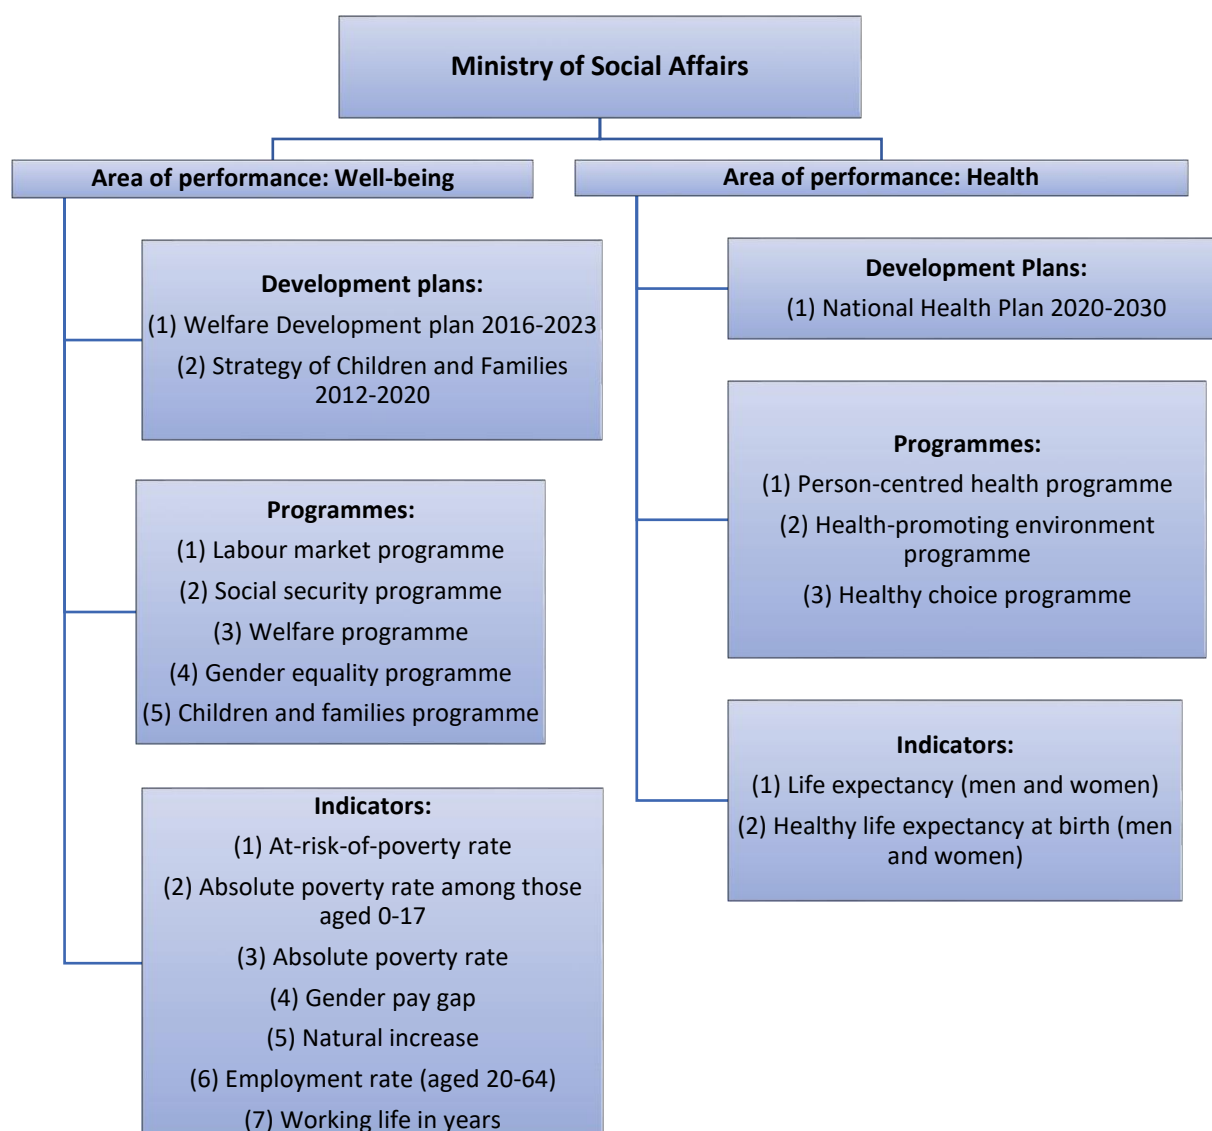 Ministry of Social Affairs
Area of performance: Well-being
Development plans:
(1) Welfare Development plan 2016-2023
(2) Strategy of Children and Families
2012-2020
Programmes:
(1) Labour market programme
(2) Social security programme
(3) Welfare programme
(4) Gender equality programme
(5) Children and families programme
Indicators:
(1) At-risk-of-poverty rate
(2) Absolute poverty rate among those
aged 0-17
(3) Absolute poverty rate
(4) Gender pay gap
(5) Natural increase
(6) Employment rate (aged 20-64)
(7) Working life in years
Area of performance: Health
Development Plans:
(1) National Health Plan 2020-2030
Programmes:
(1) Person-centred health programme
(2) Health-promoting environment
programme
(3) Healthy choice programme
Indicators:
(1) Life expectancy (men and women)
(2) Healthy life expectancy at birth (men
and women)